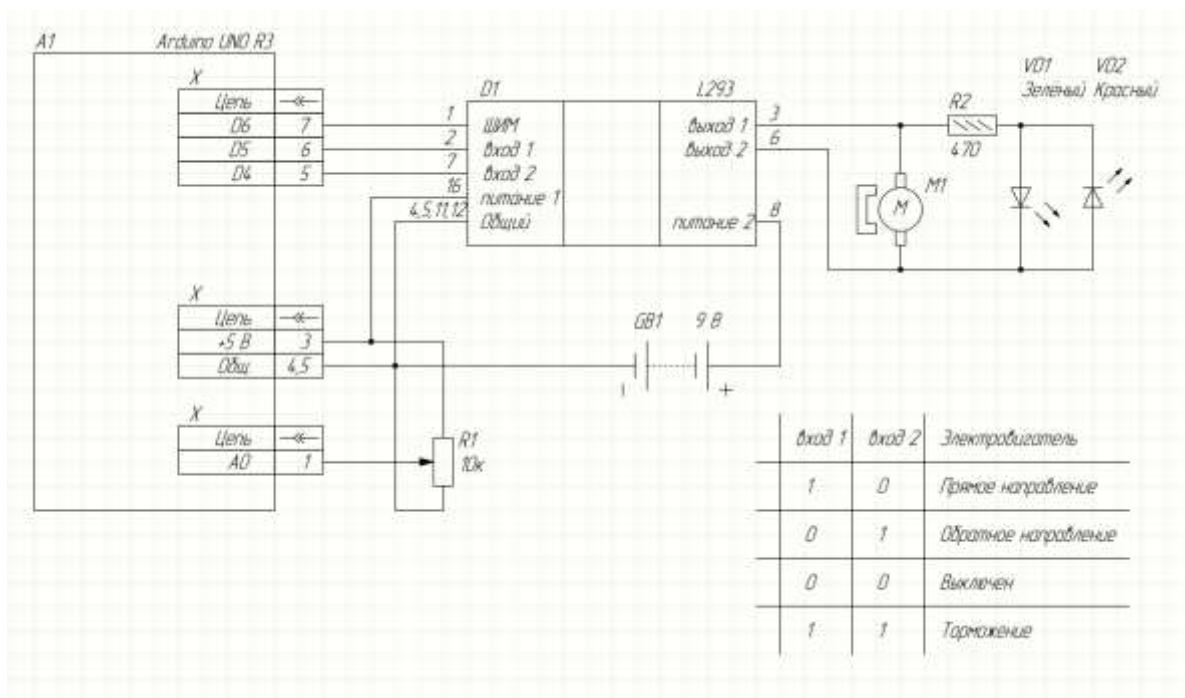 A1 Arduino UNO R3
X
Цепь
D6 7
D5 6
D4 5
X
Цепь
+5 В 3
Общ 4,5
X
Цепь
A0 1
D1 L293
1 ШИМ
2 вход 1
7 вход 2
16 питание 1
4,5,11,12 Общий
выход 1 3
выход 2 6
питание 2 8
R1
10к
GB1 9 В
- +
R2
470
М М1
VD1 VD2
Зелёный Красный
вход 1 вход 2 Электродвигатель
1 0 Прямое направление
0 1 Обратное направление
0 0 Выключен
1 1 Торможение